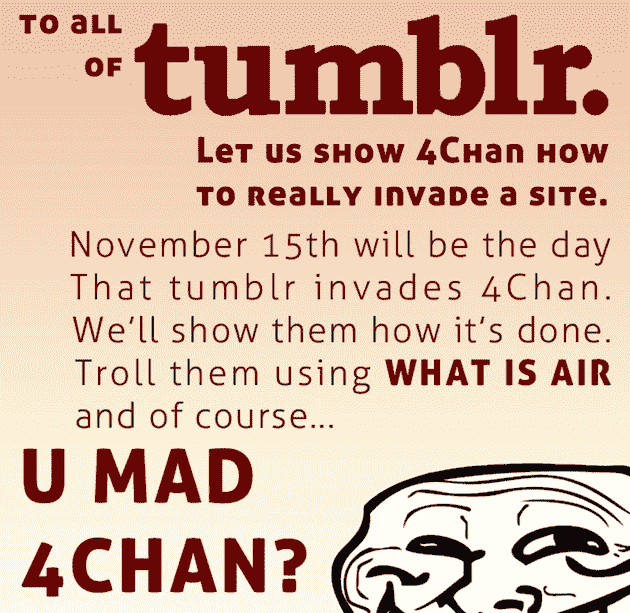 TO ALL
OF tumblr.
Let us show 4Chan how
to really invade a site.
November 15th will be the day
That tumblr invades 4Chan.
We'll show them how it's done.
Troll them using WHAT IS AIR
and of course...
U MAD
4CHAN?